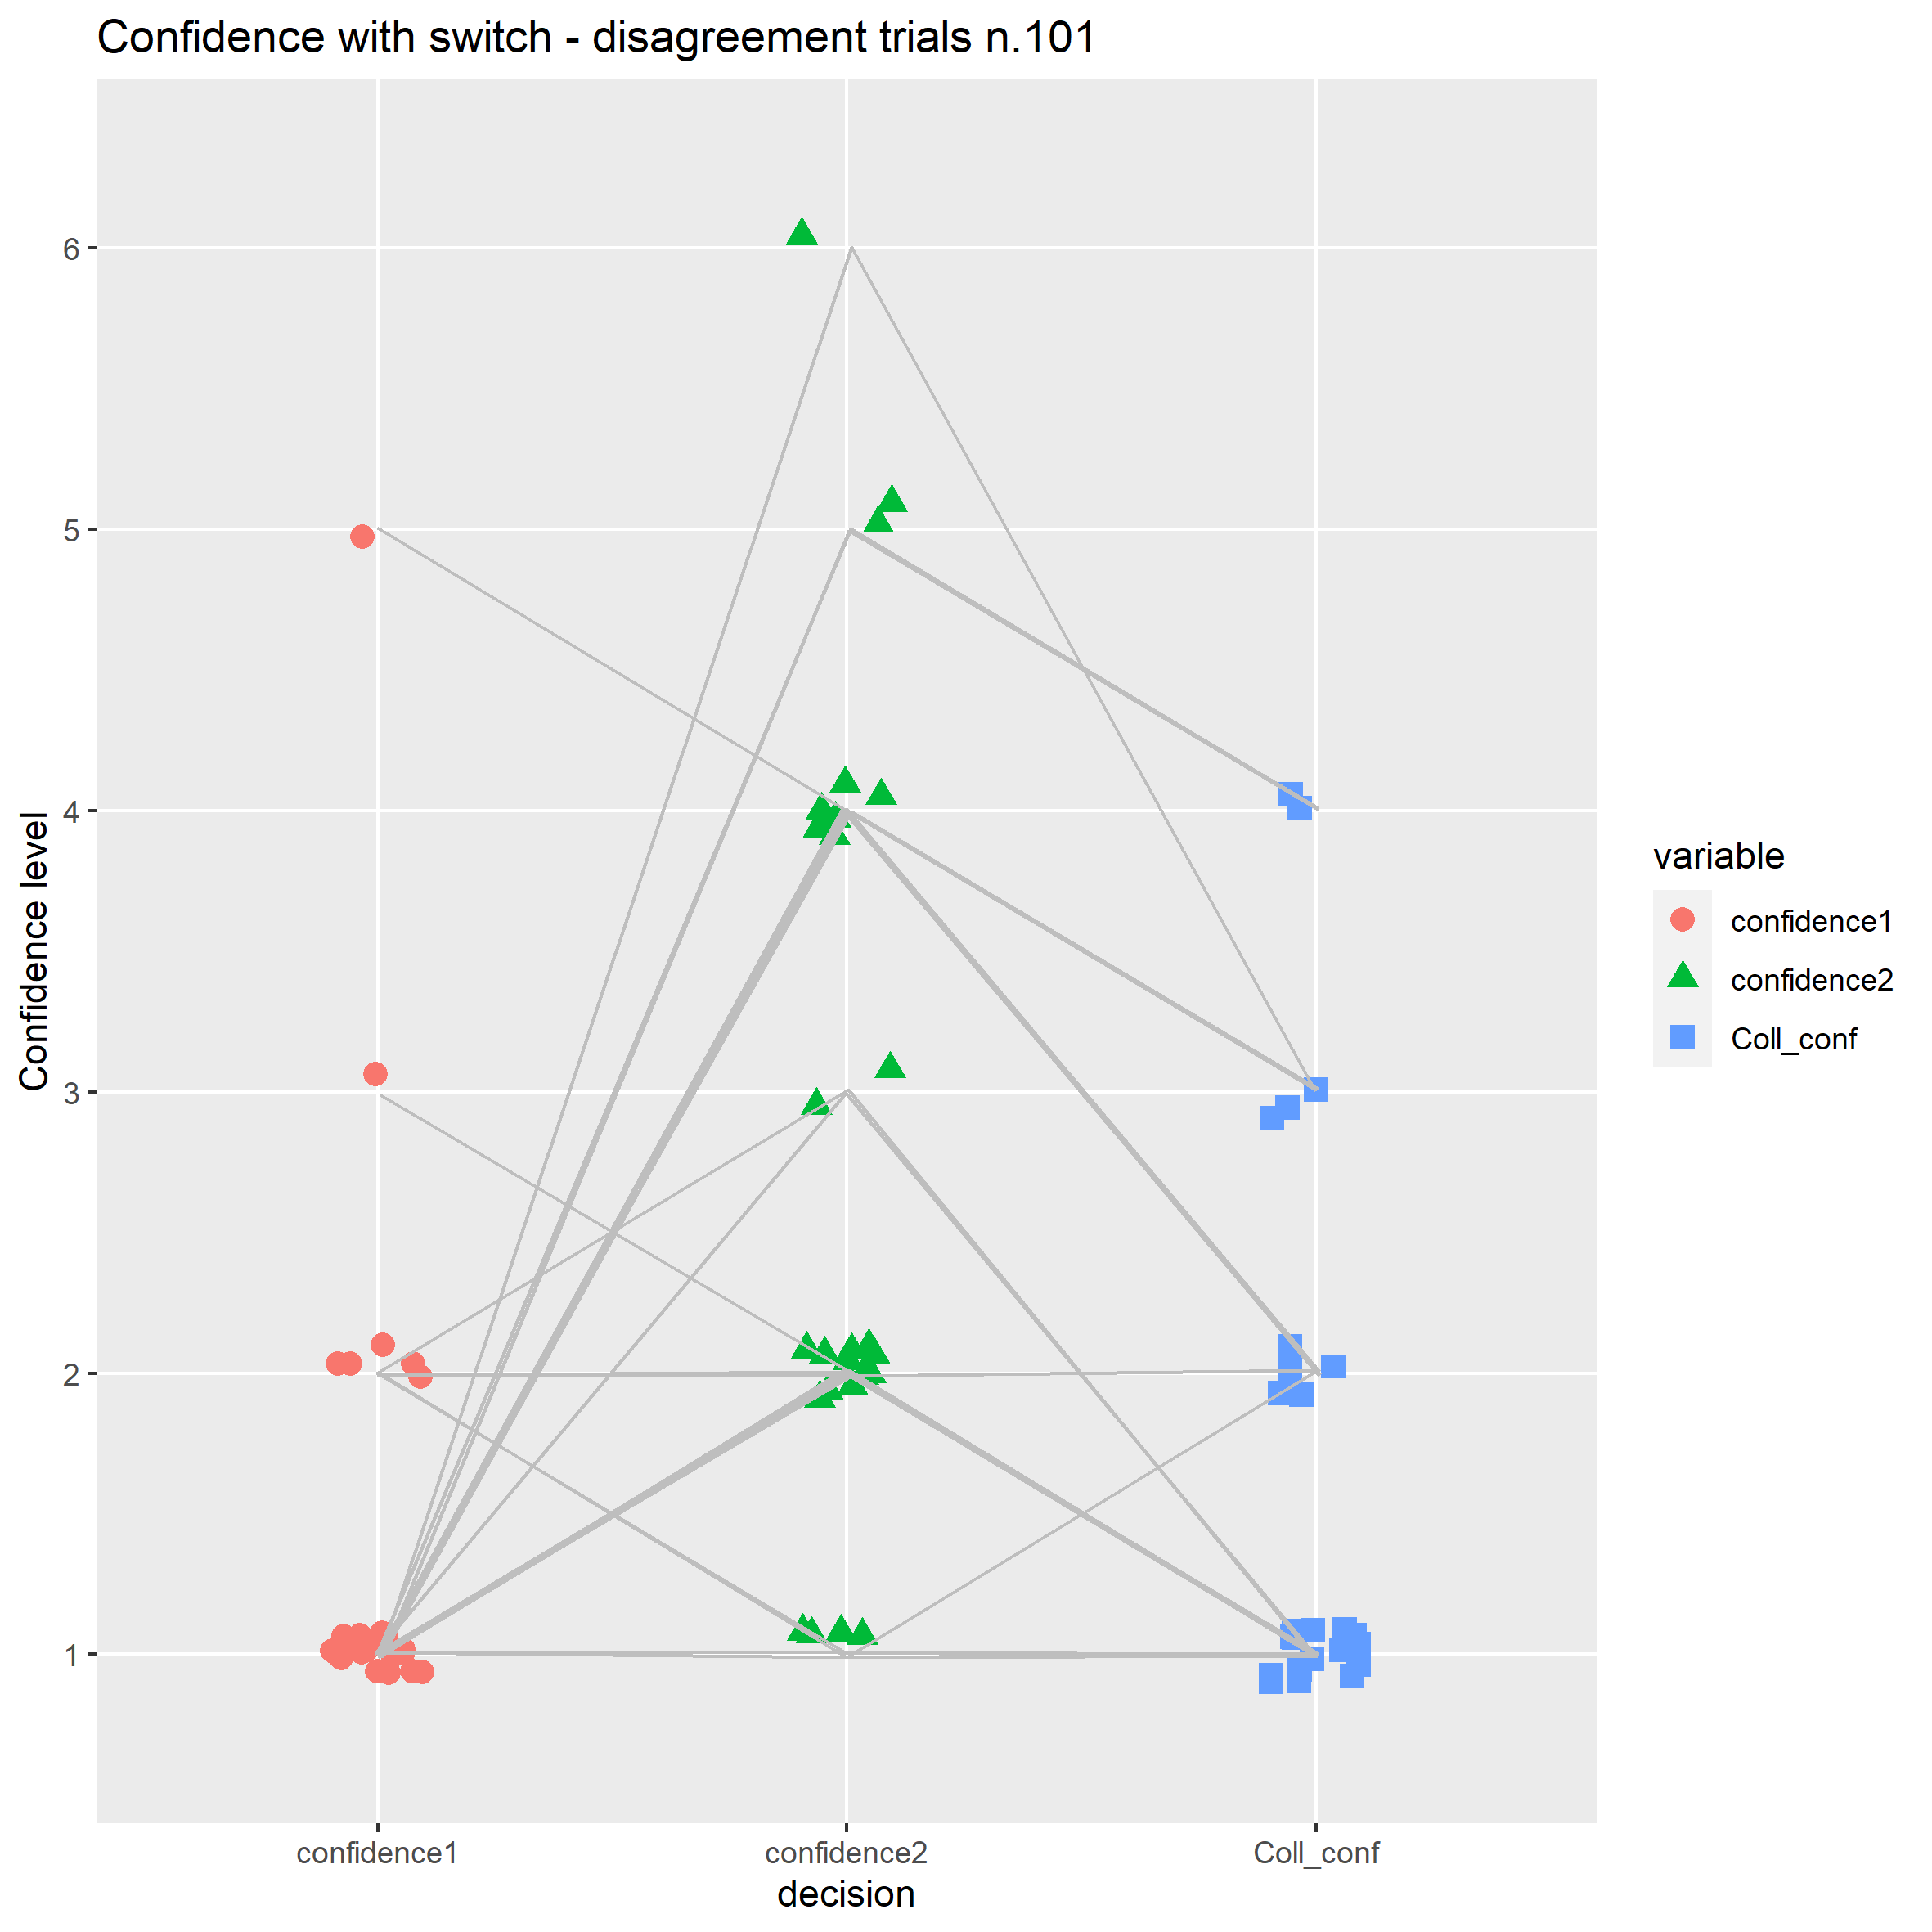 Confidence with switch - disagreement trials n.101
Confidence level
6
5
4
3
2
1
confidence1
confidence2
Coll_conf
decision
variable
confidence1
confidence2
Coll_conf